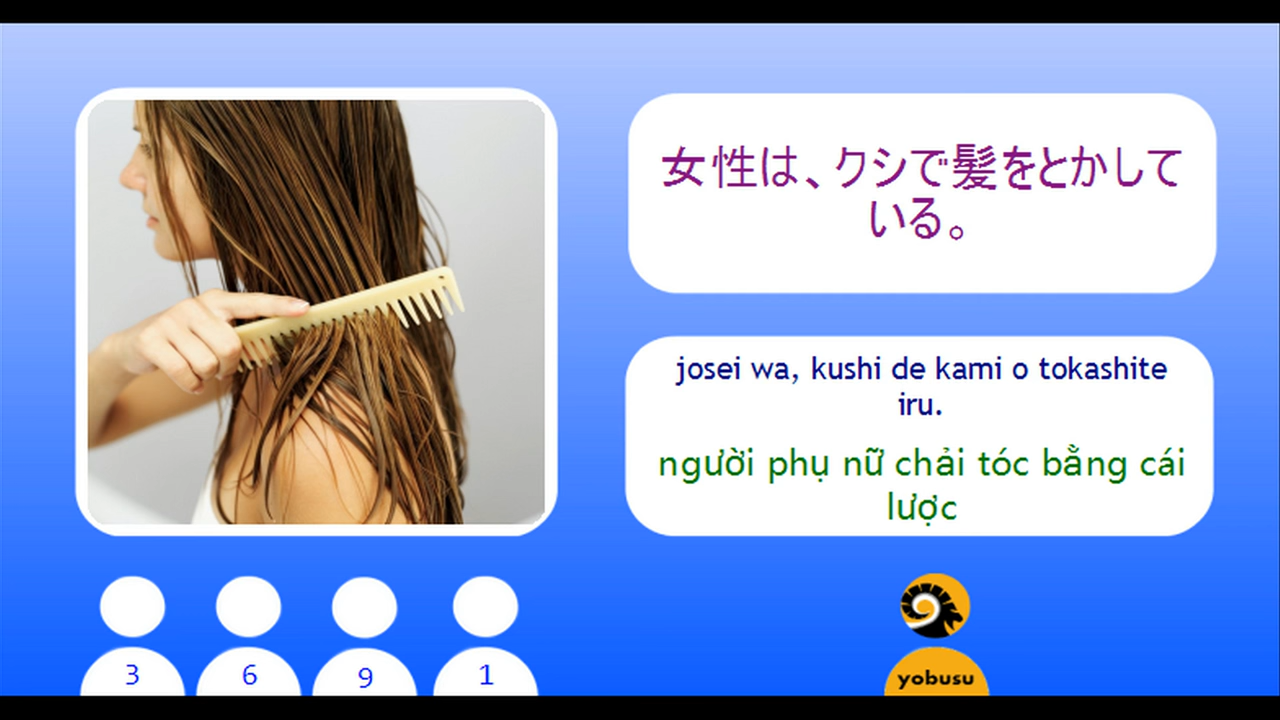 女性は、クシで髪をとかして
いる。
josei wa, kushi de kami o tokashite
iru.
người phụ nữ chải tóc bằng cái
lược
3 6 9 1
yobusu